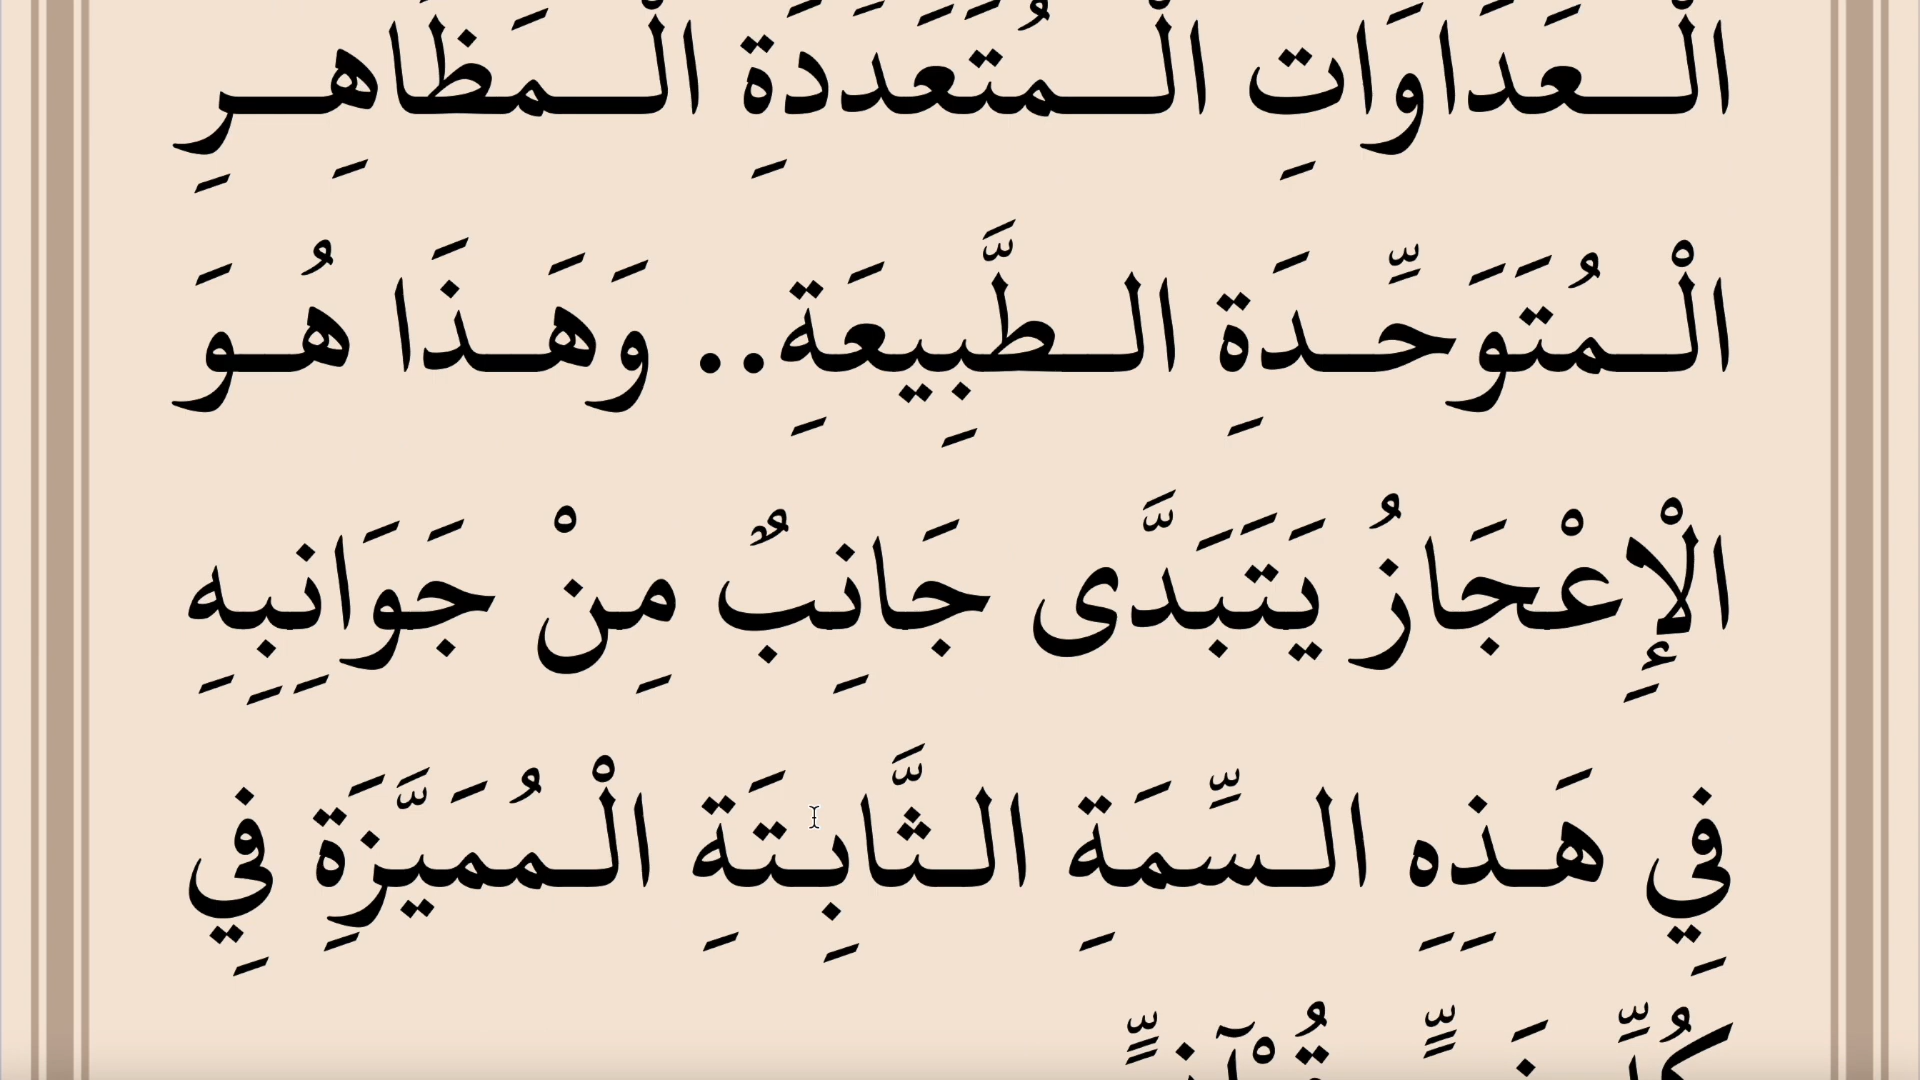 الْـعَدَاوَاتِ الْـمُتَعَدِّدَةِ الْـمَظَاهِـرِ
الْـمُتَوَحِّـدَةِ الـطَّبِيعَةِ.. وَهَـذَا هُـوَ
الْإِعْجَازُ يَتَبَدَّى جَانِبٌ مِنْ جَوَانِبِهِ
فِي هَـذِهِ الـسِّمَةِ الـثَّابِـتَةِ الْـمُمَيَّزَةِ فِي